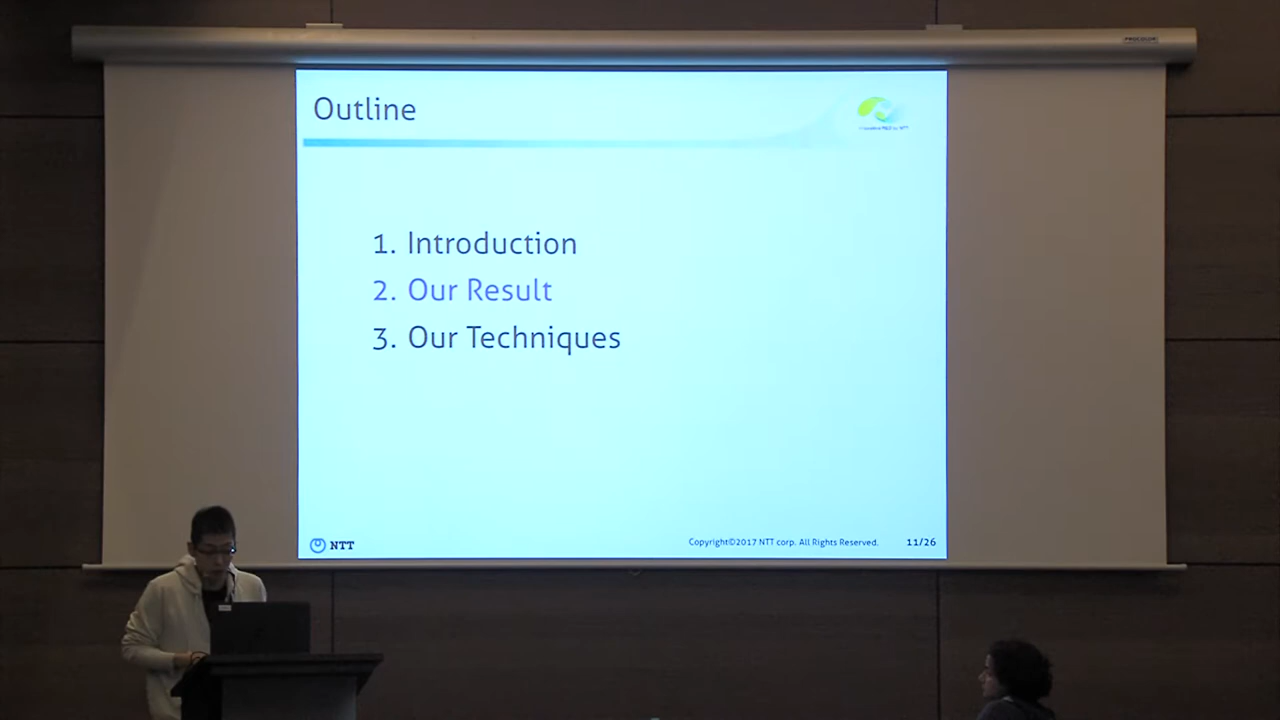 Outline
1. Introduction
2. Our Result
3. Our Techniques
NTT
Copyright©2017 NTT corp. All Rights Reserved.
11/26